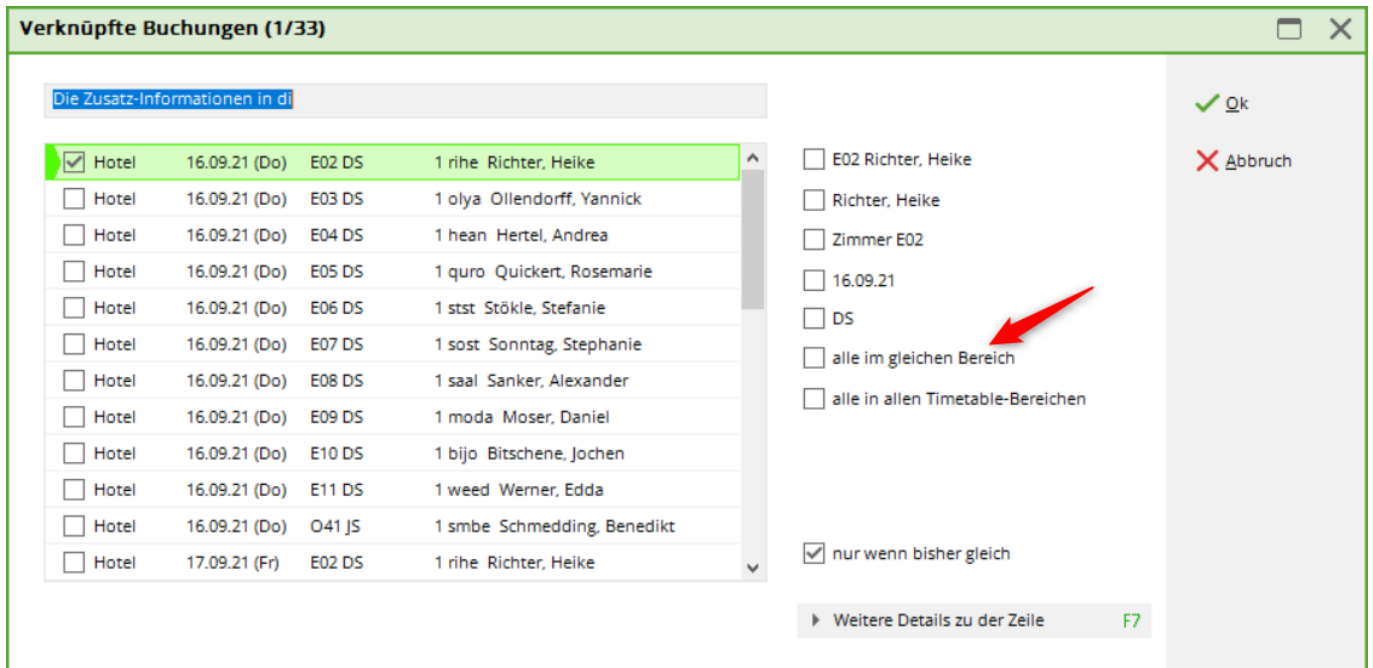 Verknüpfte Buchungen (1/33)
Die Zusatz-Informationen in di
Hotel 16.09.21 (Do) E02 DS 1 rihe Richter, Heike
Hotel 16.09.21 (Do) E03 DS 1 olya Ollendorff, Yannick
Hotel 16.09.21 (Do) E04 DS 1 hean Hertel, Andrea
Hotel 16.09.21 (Do) E05 DS 1 quro Quickert, Rosemarie
Hotel 16.09.21 (Do) E06 DS 1 stst Stökle, Stefanie
Hotel 16.09.21 (Do) E07 DS 1 sost Sonntag, Stephanie
Hotel 16.09.21 (Do) E08 DS 1 saal Sanker, Alexander
Hotel 16.09.21 (Do) E09 DS 1 moda Moser, Daniel
Hotel 16.09.21 (Do) E10 DS 1 bijo Bitschene, Jochen
Hotel 16.09.21 (Do) E11 DS 1 weed Werner, Edda
Hotel 16.09.21 (Do) O41 JS 1 smbe Schmedding, Benedikt
Hotel 17.09.21 (Fr) E02 DS 1 rihe Richter, Heike
E02 Richter, Heike
Richter, Heike
Zimmer E02
16.09.21
DS
alle im gleichen Bereich
alle in allen Timetable-Bereichen
nur wenn bisher gleich
Weitere Details zu der Zeile F7
Ok
Abbruch